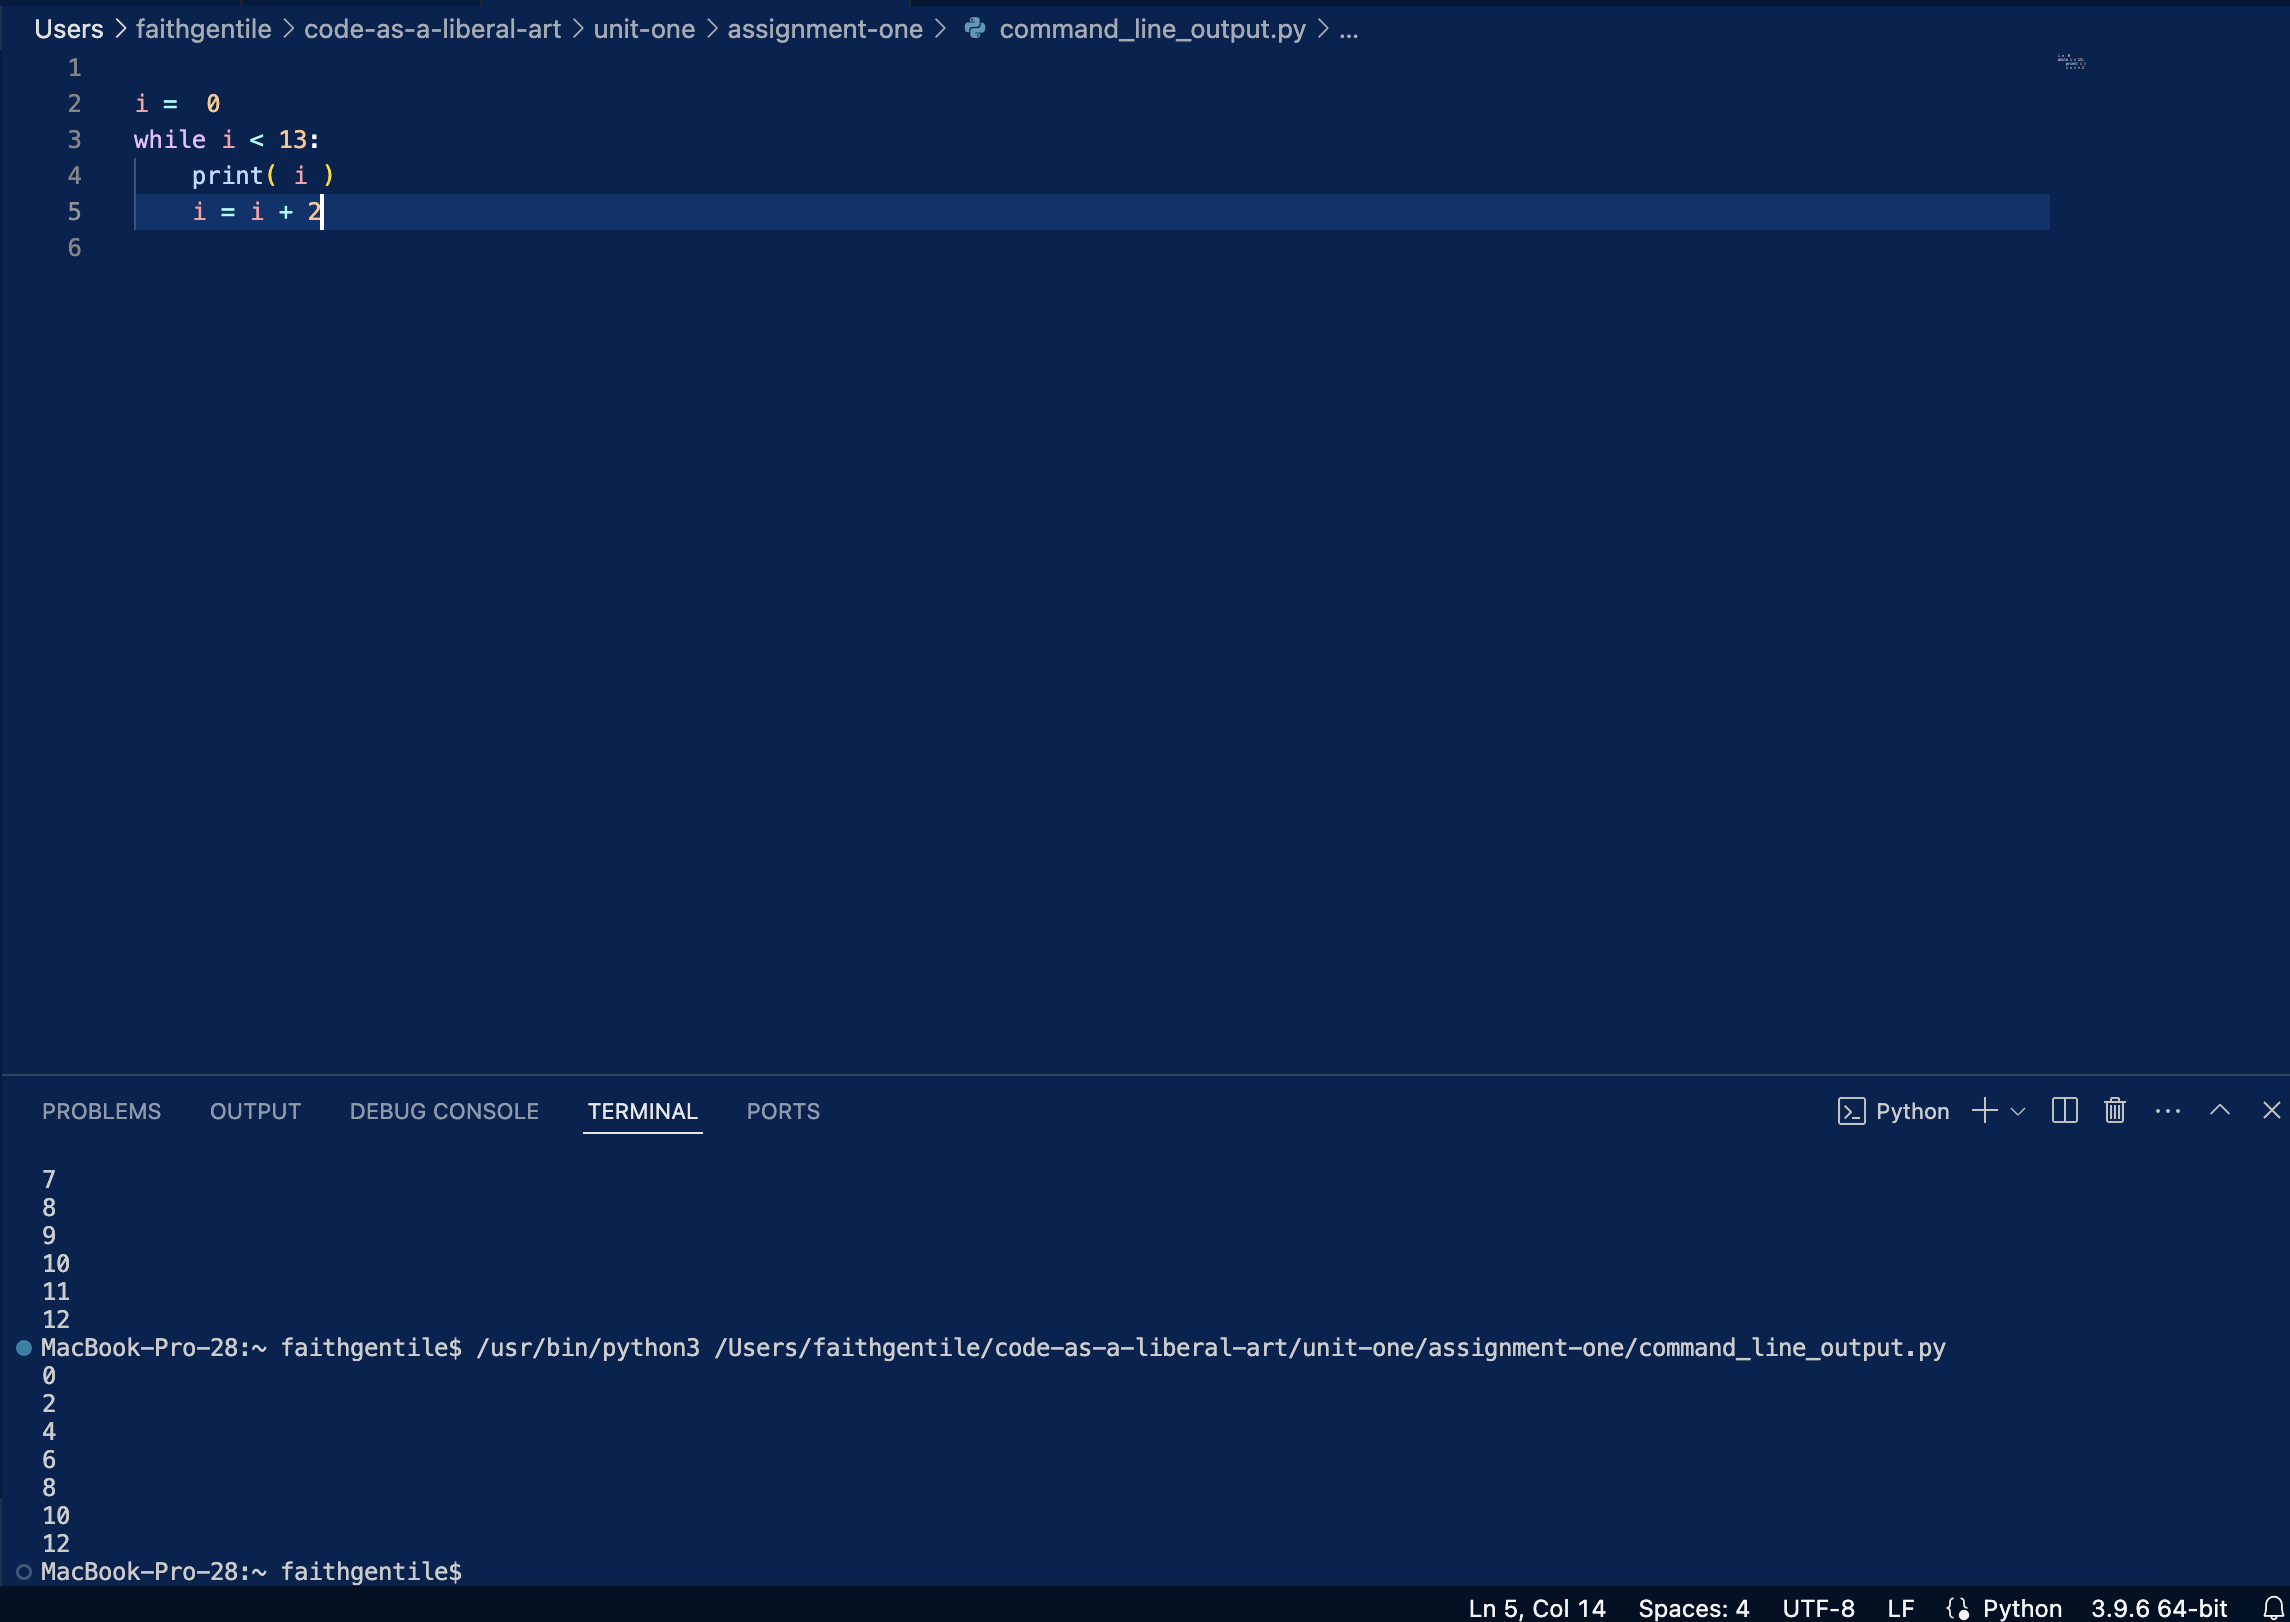 Users > faithgentile > code-as-a-liberal-art > unit-one > assignment-one > command_line_output.py > ...
1
2 i =  0
3 while i < 13:
4     print( i )
5     i = i + 2
6
PROBLEMS OUTPUT DEBUG CONSOLE TERMINAL PORTS Python
7
8
9
10
11
12
MacBook-Pro-28:~ faithgentile$ /usr/bin/python3 /Users/faithgentile/code-as-a-liberal-art/unit-one/assignment-one/command_line_output.py
0
2
4
6
8
10
12
MacBook-Pro-28:~ faithgentile$
Ln 5, Col 14 Spaces: 4 UTF-8 LF Python 3.9.6 64-bit